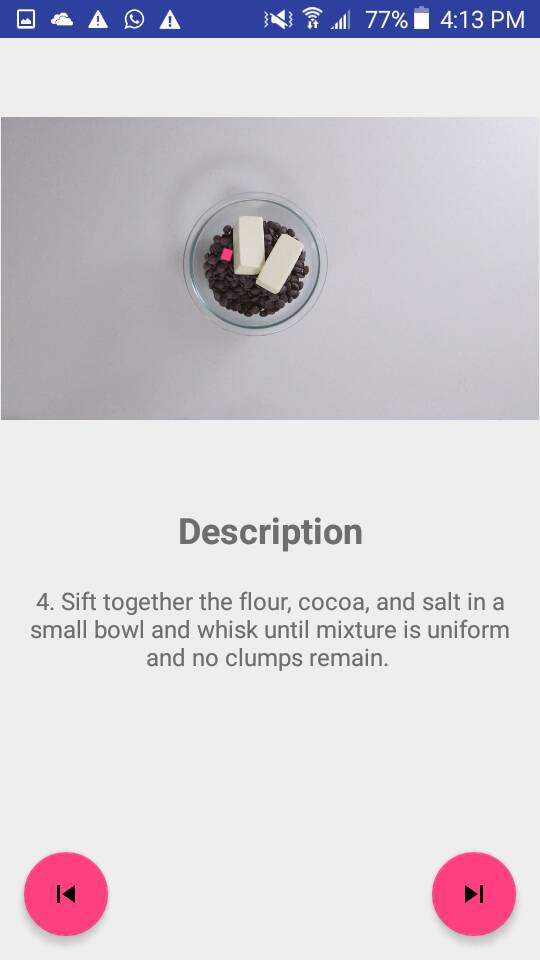 77% 4:13 PM
Description
4. Sift together the flour, cocoa, and salt in a
small bowl and whisk until mixture is uniform
and no clumps remain.